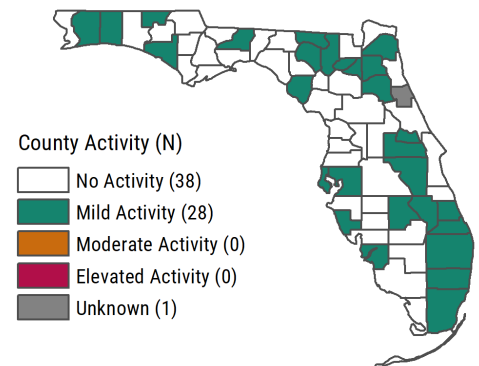 County Activity (N)
No Activity (38)
Mild Activity (28)
Moderate Activity (0)
Elevated Activity (0)
Unknown (1)